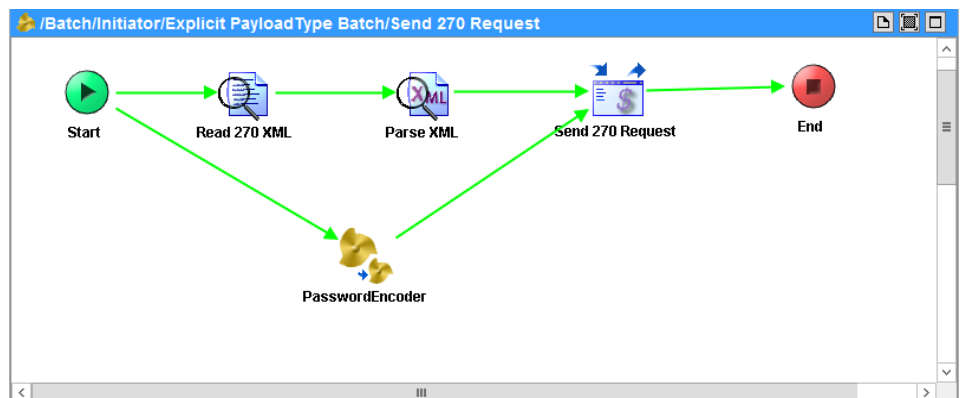 /Batch/Initiator/Explicit PayloadType Batch/Send 270 Request
Start
Read 270 XML
XML
Parse XML
$
Send 270 Request
End
PasswordEncoder